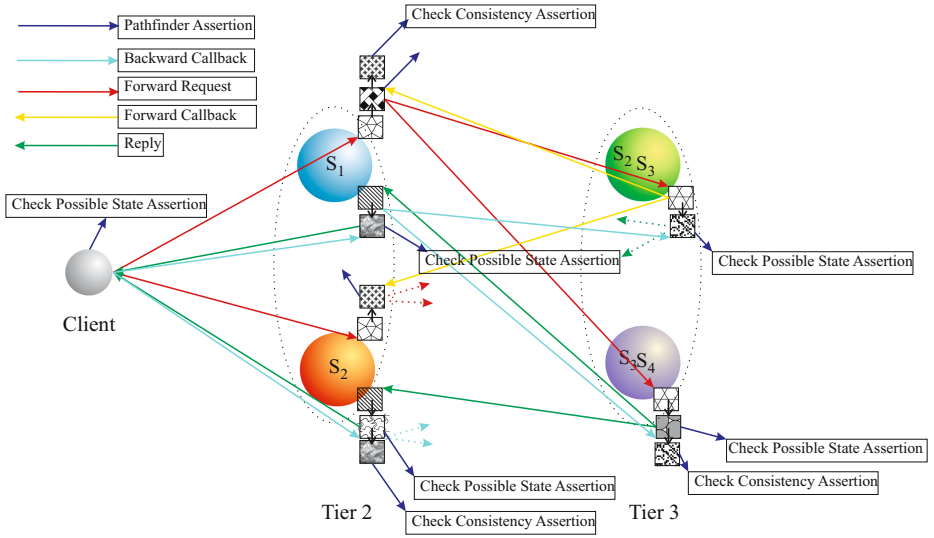 Check Consistency Assertion
Pathfinder Assertion
Backward Callback
Forward Request
Forward Callback
Reply
S1
S2 S3
Check Possible State Assertion
Check Possible State Assertion
Check Possible State Assertion
Client
S2
S3S4
Check Possible State Assertion
Check Possible State Assertion
Check Consistency Assertion
Tier 2
Tier 3
Check Consistency Assertion